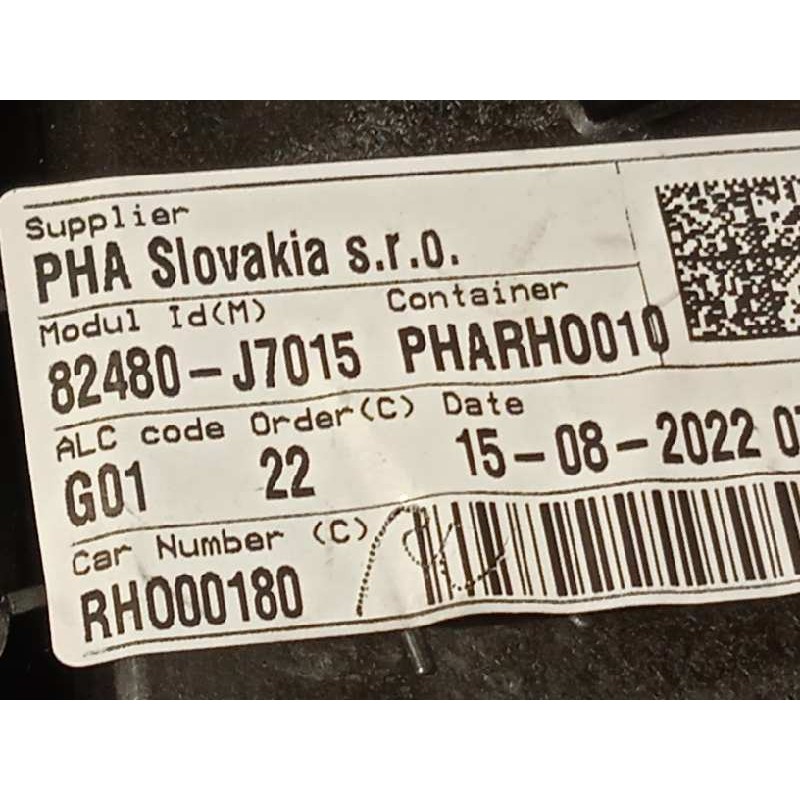 Supplier
PHA Slovakia s.r.o.
Modul Id(M) Container
82480-J7015 PHARH0010
ALC code Order(C) Date
G01 22 15-08-2022 07
Car Number (C)
RH000180